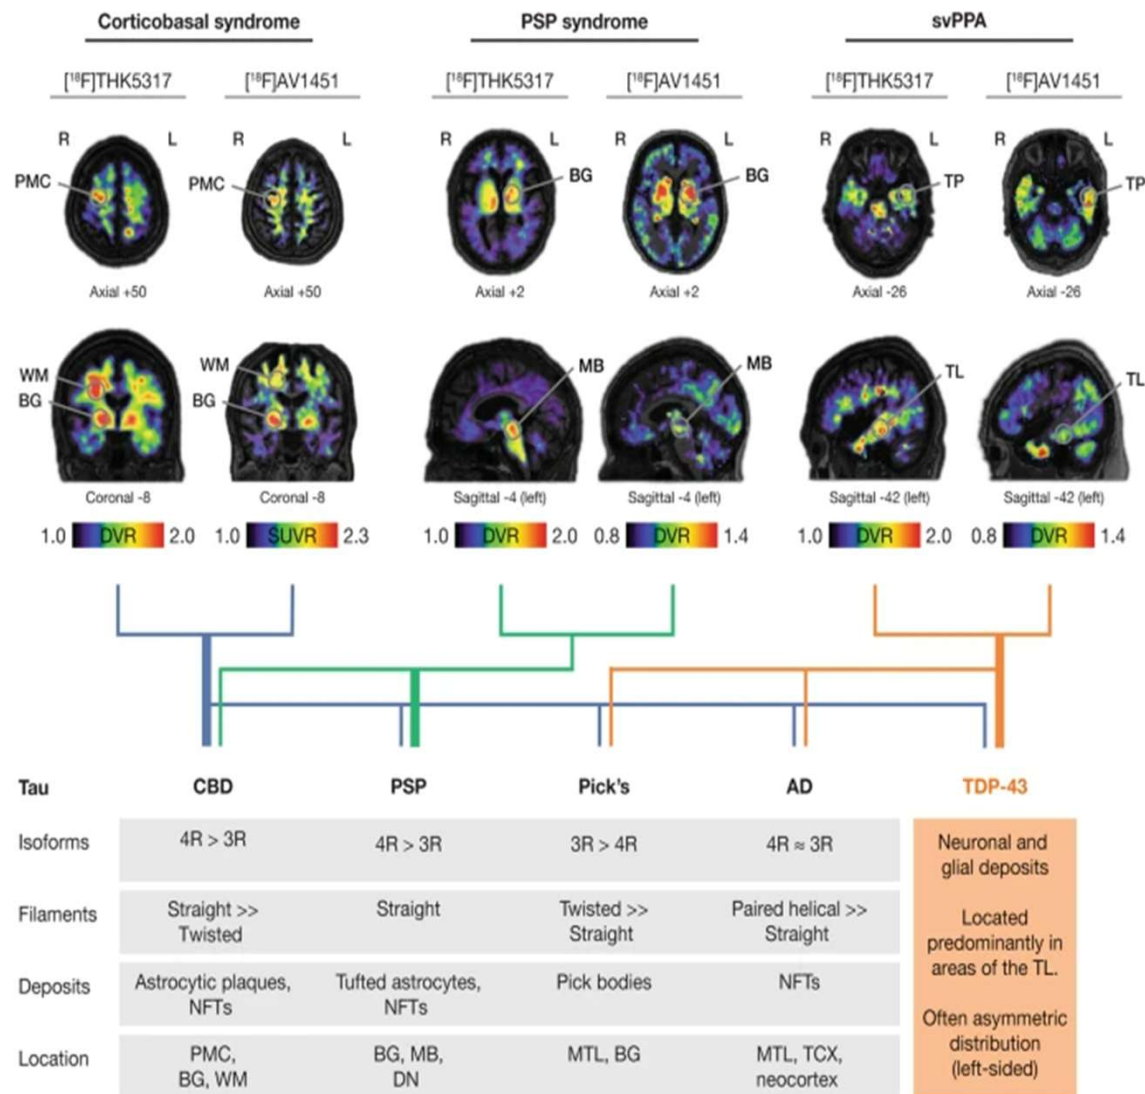 Corticobasal syndrome
PSP syndrome
svPPA
[¹⁸F]THK5317
[¹⁸F]AV1451
[¹⁸F]THK5317
[¹⁸F]AV1451
[¹⁸F]THK5317
[¹⁸F]AV1451
R L
R L
R L
R L
R L
R L
PMC
PMC
BG
BG
TP
TP
Axial +50
Axial +50
Axial +2
Axial +2
Axial -26
Axial -26
WM
BG
WM
BG
MB
MB
TL
TL
Coronal -8
Coronal -8
Sagittal -4 (left)
Sagittal -4 (left)
Sagittal -42 (left)
Sagittal -42 (left)
1.0 DVR 2.0
1.0 SUVR 2.3
1.0 DVR 2.0
0.8 DVR 1.4
1.0 DVR 2.0
0.8 DVR 1.4
Tau
CBD
PSP
Pick's
AD
TDP-43
Isoforms
4R > 3R
4R > 3R
3R > 4R
4R ≈ 3R
Filaments
Straight >>
Twisted
Straight
Twisted >>
Straight
Paired helical >>
Straight
Deposits
Astrocytic plaques,
NFTs
Tufted astrocytes,
NFTs
Pick bodies
NFTs
Location
PMC,
BG, WM
BG, MB,
DN
MTL, BG
MTL, TCX,
neocortex
Neuronal and
glial deposits
Located
predominantly in
areas of the TL.
Often asymmetric
distribution
(left-sided)